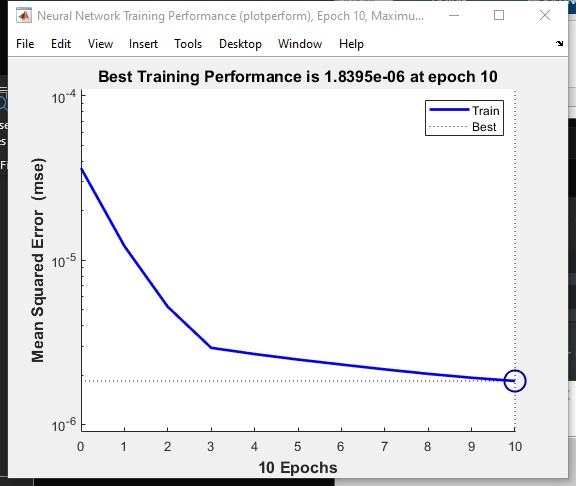 Neural Network Training Performance (plotperform), Epoch 10, Maximu...
File Edit View Insert Tools Desktop Window Help
Best Training Performance is 1.8395e-06 at epoch 10
Train
Best
Mean Squared Error (mse)
10-4
10-5
10-6
0 1 2 3 4 5 6 7 8 9 10
10 Epochs